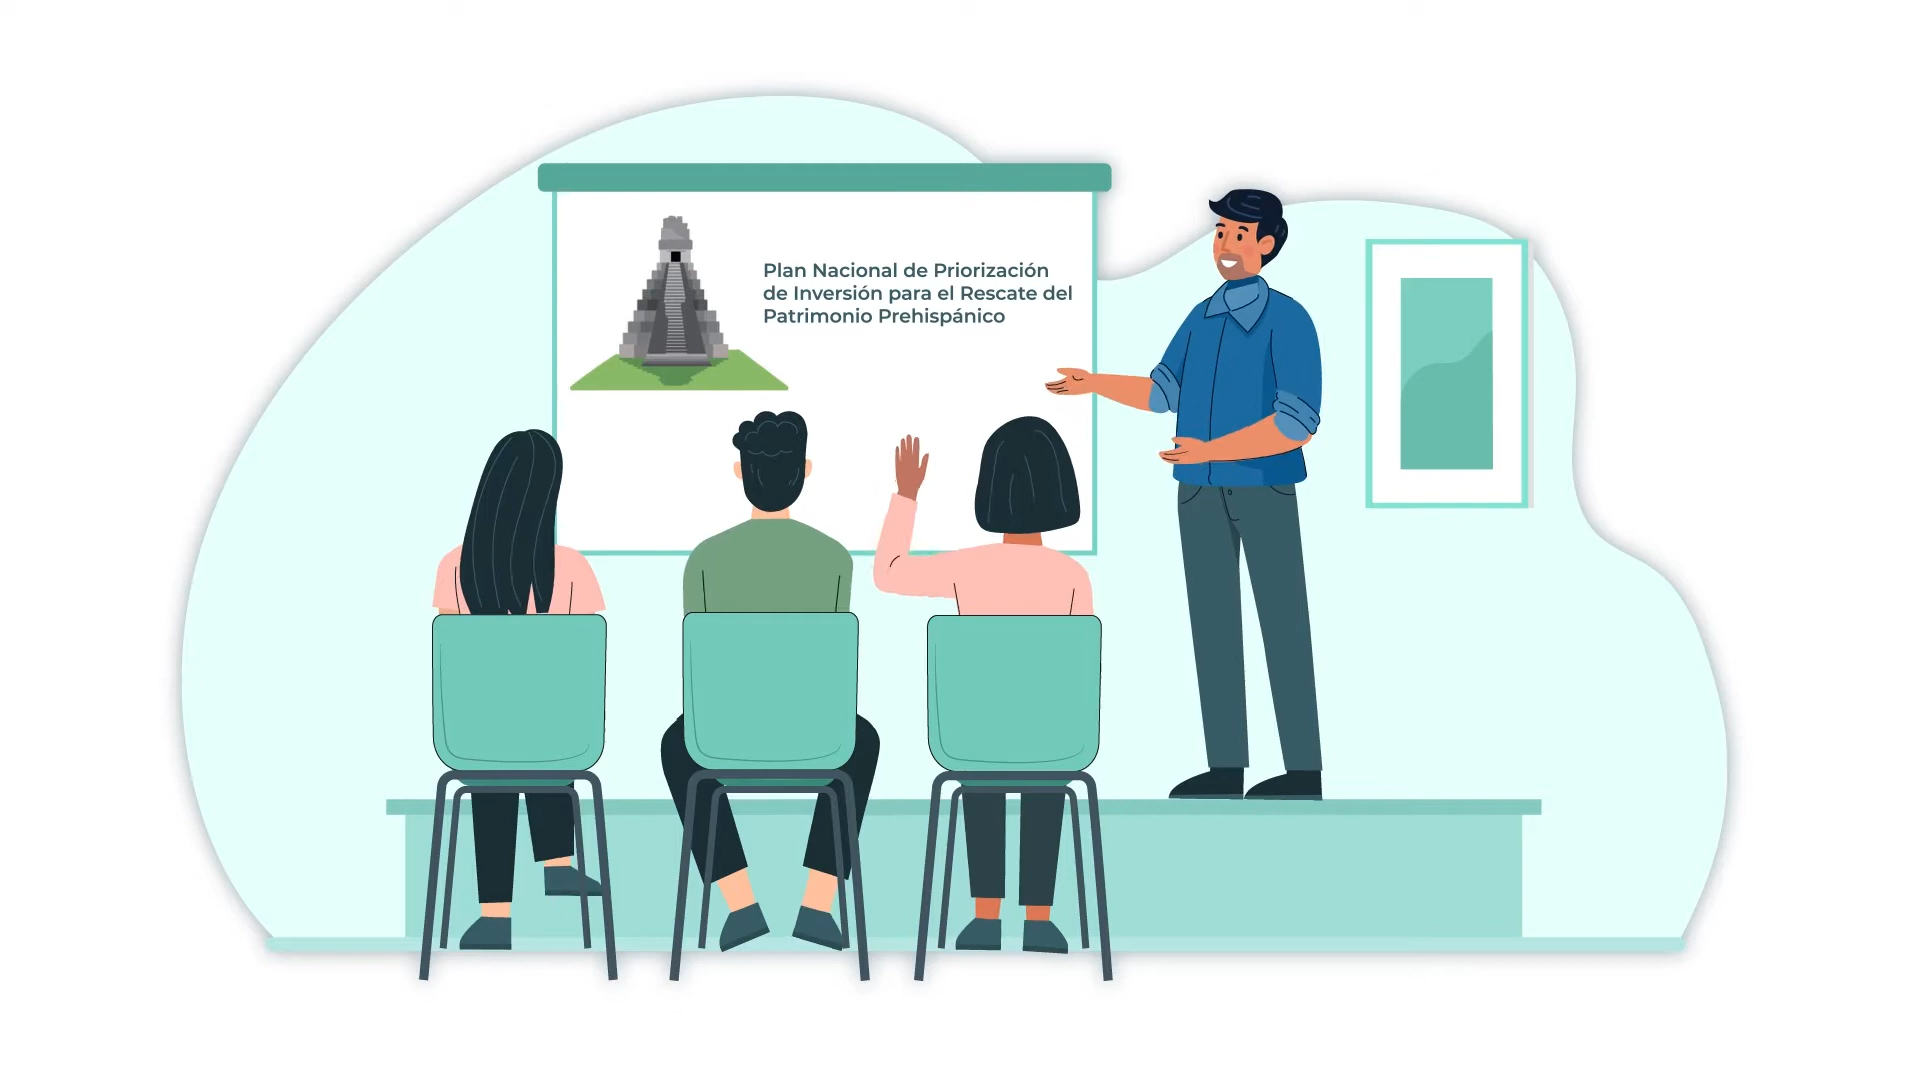 Plan Nacional de Priorización
de Inversión para el Rescate del
Patrimonio Prehispánico